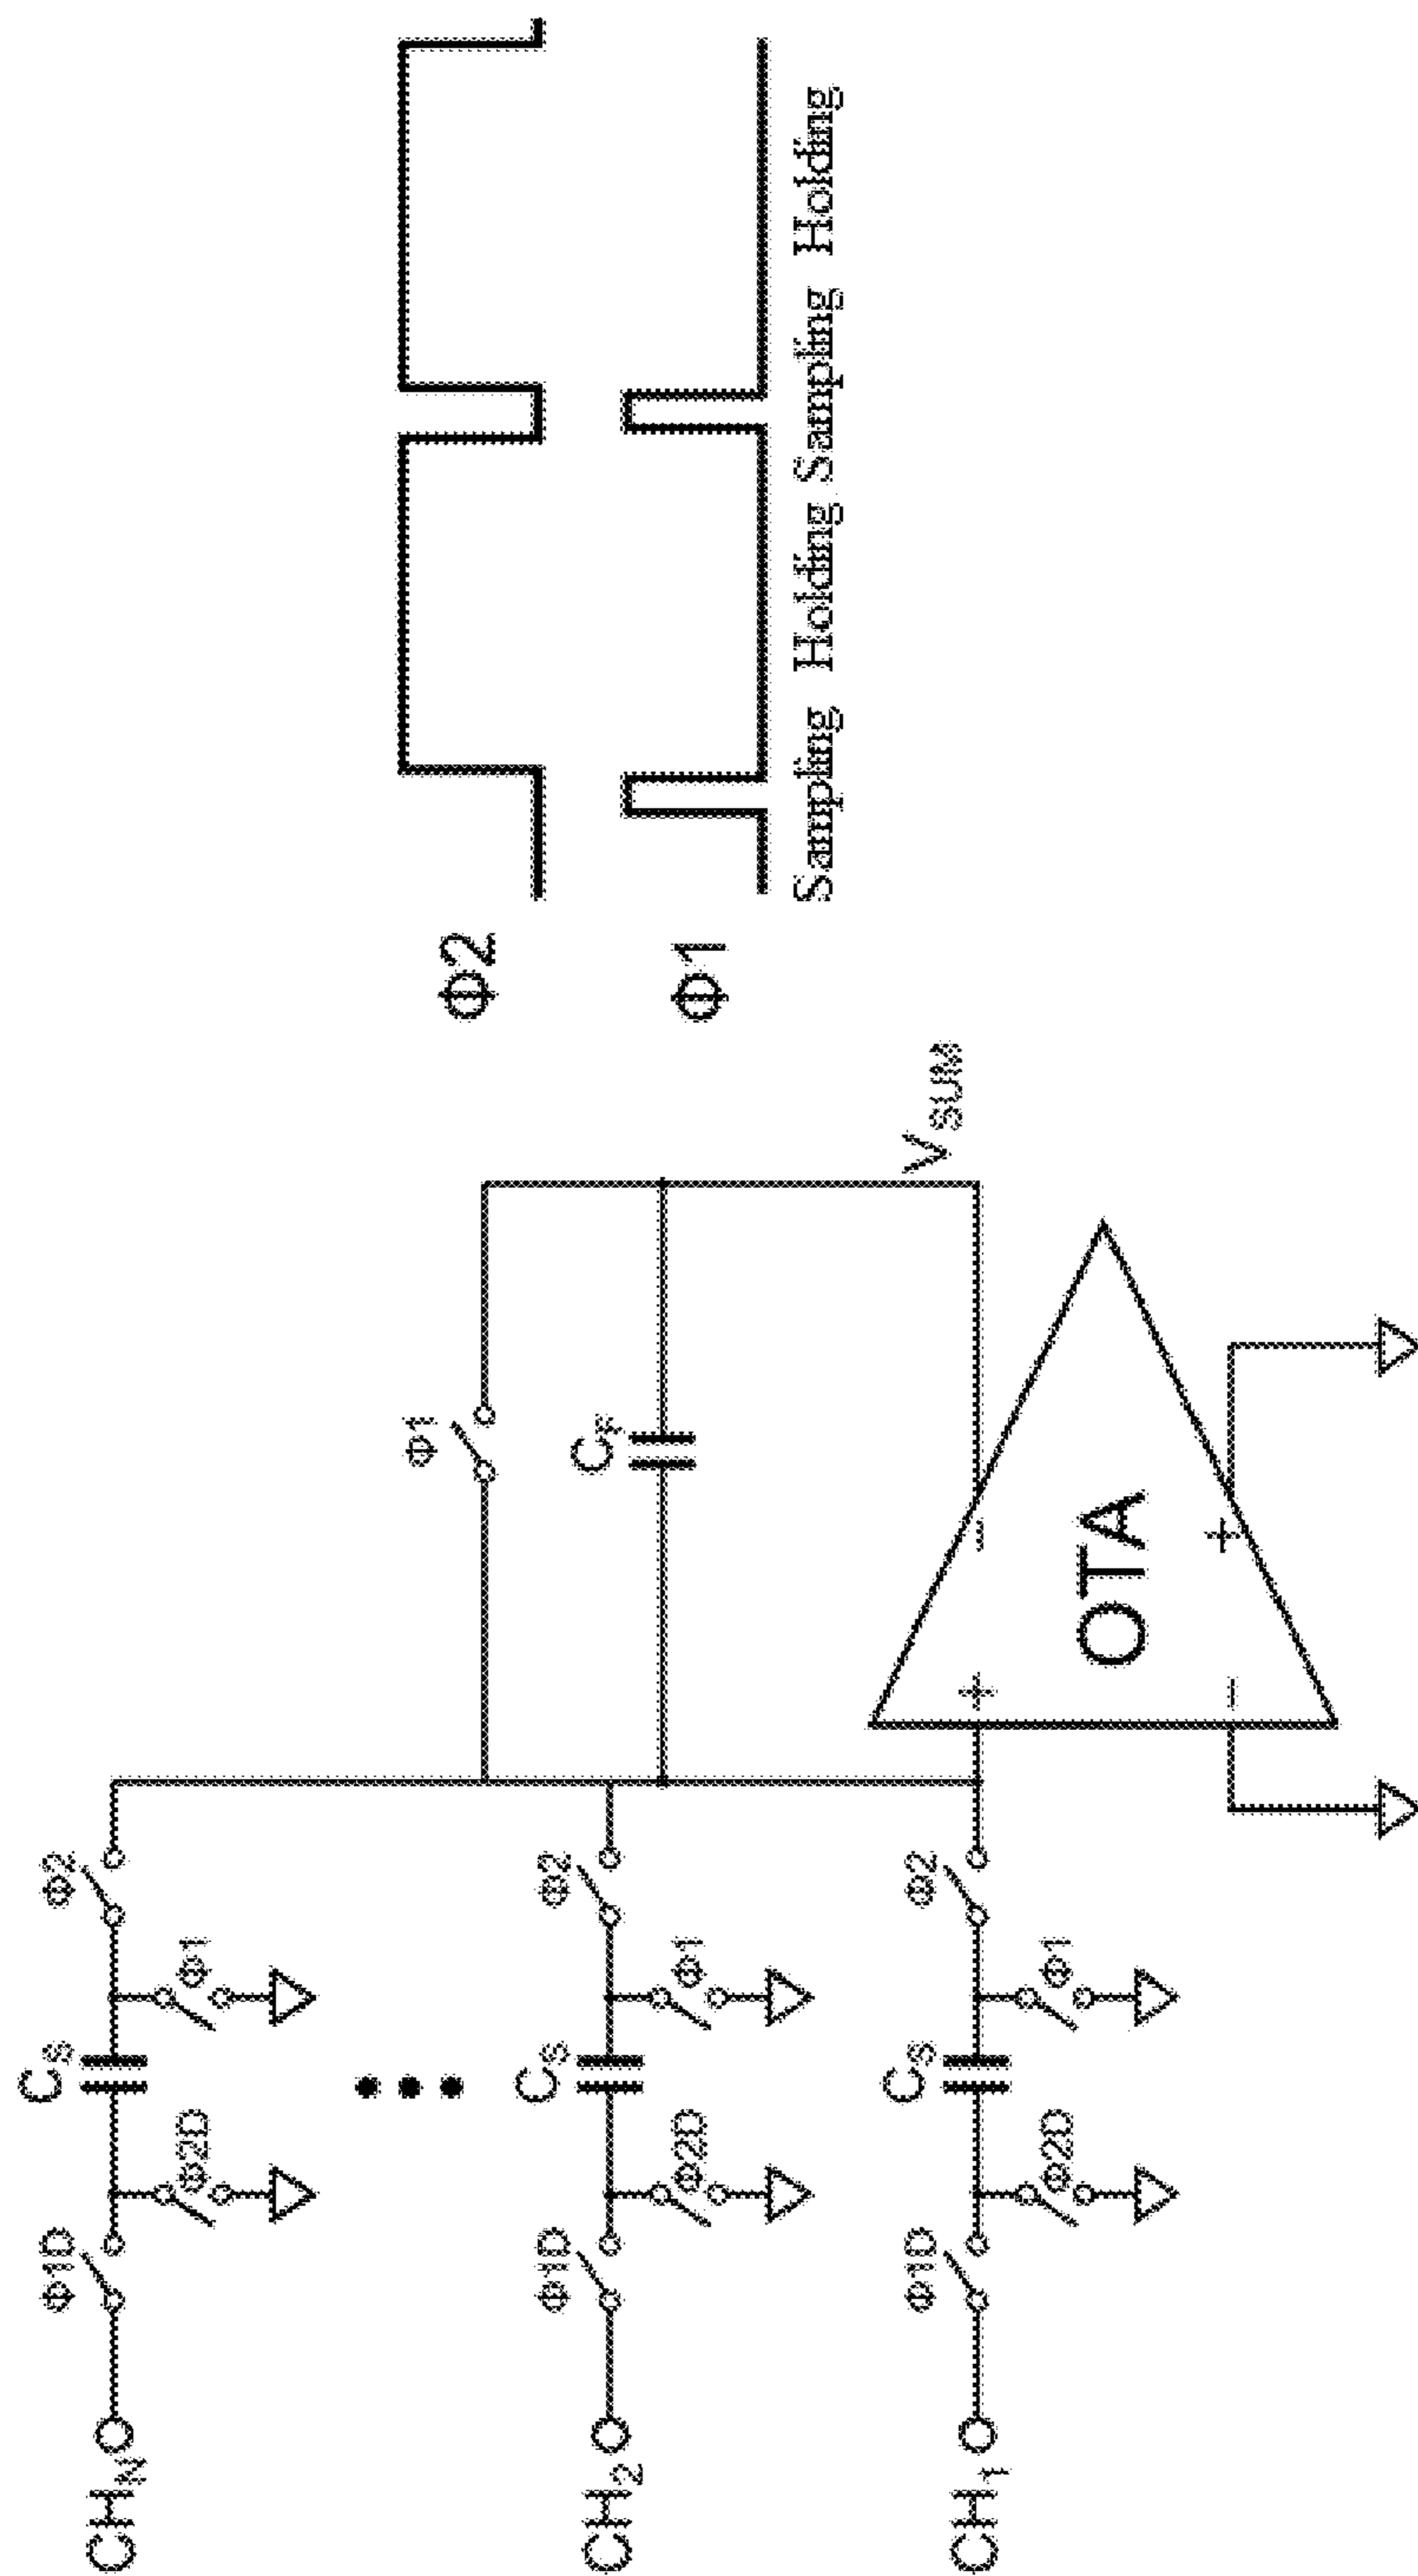 CH_N Φ1D Φ2D C_S Φ1 Φ2
CH_2 Φ1D Φ2D C_S Φ1 Φ2
CH_1 Φ1D Φ2D C_S Φ1 Φ2
Φ1
C_F
+ -
OTA
- +
V_SUM
Φ2
Φ1
Sampling Holding Sampling Holding